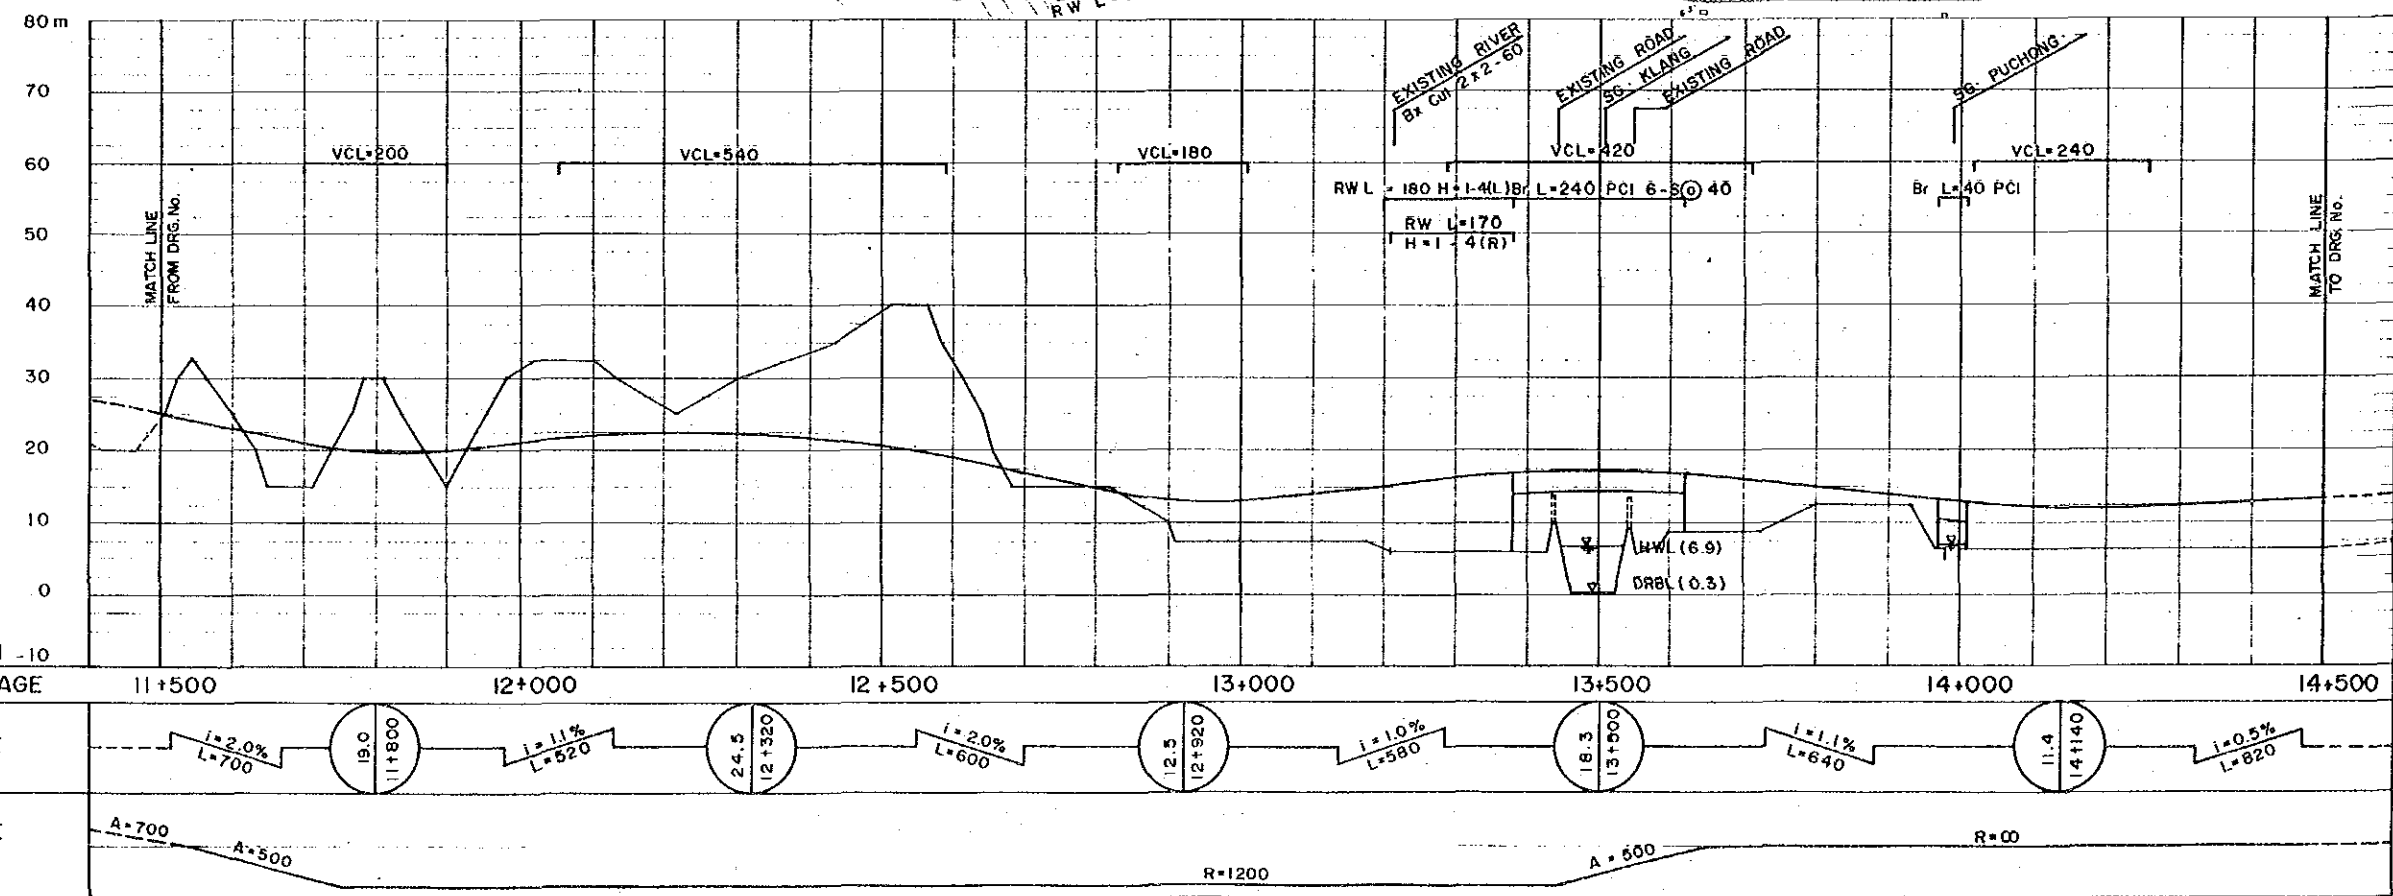 RW L
80 m
70
60
50
40
30
20
10
0
-10
MATCH LINE
FROM DRG. No.
VCL=200
VCL=540
VCL=180
EXISTING RIVER
Bx Cul 2x2-60
EXISTING ROAD
SG. KLANG
EXISTING ROAD
SG. PUCHONG.
VCL=420
VCL=240
RW L = 180 H=1-4(L) Br L=240 PCI 6-S@40
Br L=40 PCI
RW L=170
H=1-4(R)
MATCH LINE
TO DRG. No.
HWL (6.9)
DRBL (0.3)
AGE 11+500 12+000 12+500 13+000 13+500 14+000 14+500
i=2.0%
L=700
19.0
11+800
i=1.1%
L=520
24.5
12+320
i=2.0%
L=600
12.5
12+920
i=1.0%
L=580
18.3
13+500
i=1.1%
L=640
11.4
14+140
i=0.5%
L=820
A=700
A=500
R=1200
A=500
R=∞